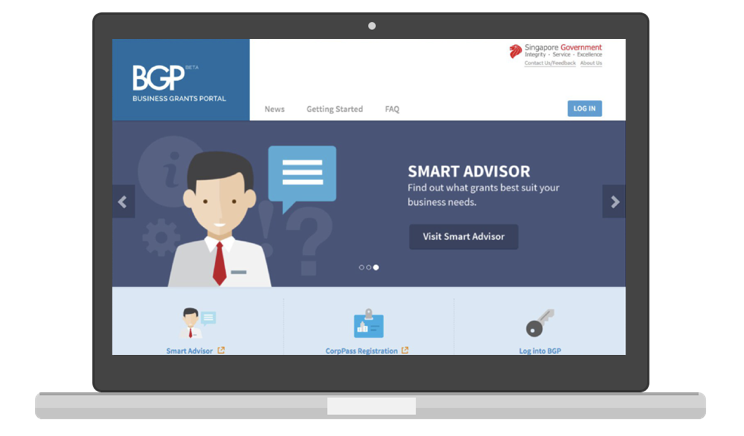 Singapore Government
Integrity · Service · Excellence
Contact Us/Feedback About Us
BGP BETA
BUSINESS GRANTS PORTAL
News Getting Started FAQ LOG IN
SMART ADVISOR
Find out what grants best suit your
business needs.
Visit Smart Advisor
Smart Advisor CorpPass Registration Log into BGP